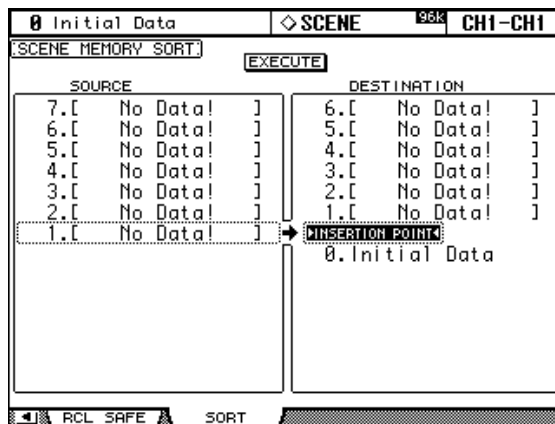 0 Initial Data ◇SCENE 96k CH1-CH1
SCENE MEMORY SORT
EXECUTE
SOURCE DESTINATION
7.[ No Data! ] 6.[ No Data! ]
6.[ No Data! ] 5.[ No Data! ]
5.[ No Data! ] 4.[ No Data! ]
4.[ No Data! ] 3.[ No Data! ]
3.[ No Data! ] 2.[ No Data! ]
2.[ No Data! ] 1.[ No Data! ]
1.[ No Data! ] INSERTION POINT
0.Initial Data
RCL SAFE SORT